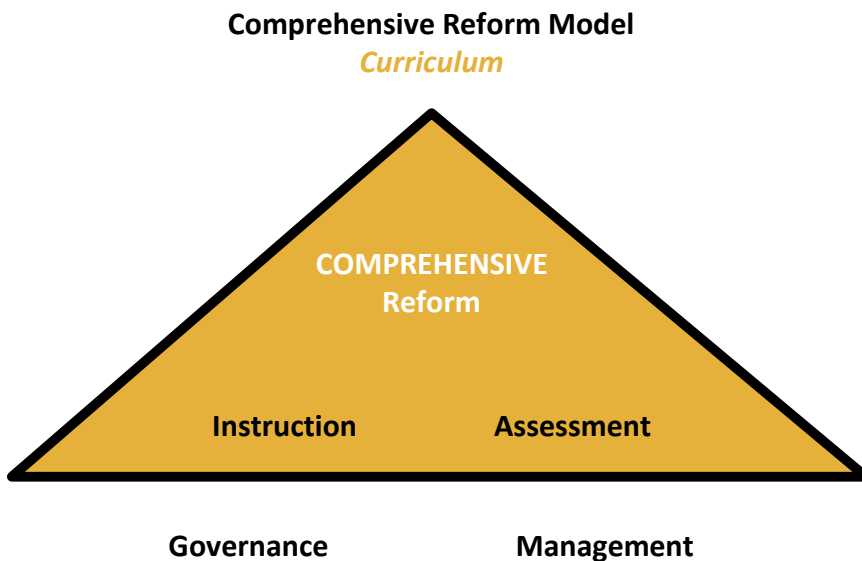 Comprehensive Reform Model
Curriculum
COMPREHENSIVE
Reform
Instruction Assessment
Governance Management